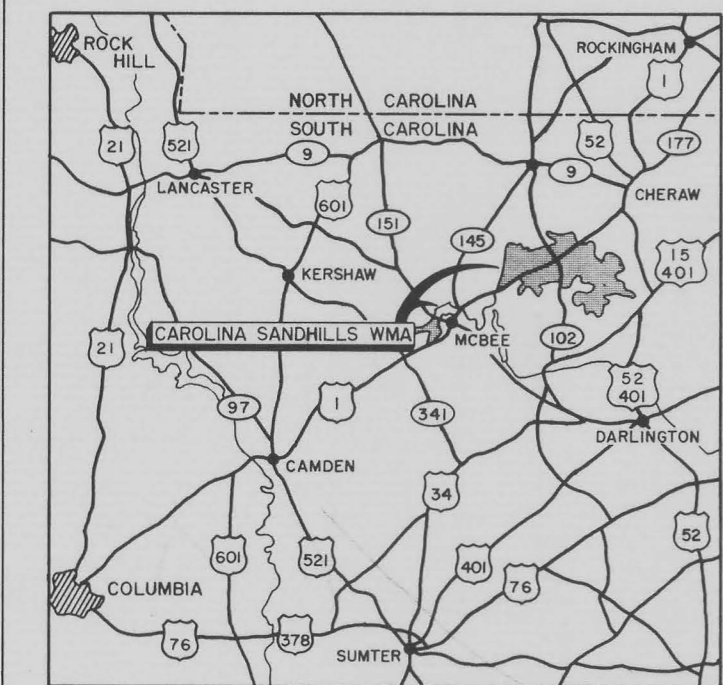 ROCK
HILL
ROCKINGHAM
1
NORTH CAROLINA
SOUTH CAROLINA
21
521
9
52
177
9
LANCASTER
601
CHERAW
151
145
15
401
KERSHAW
CAROLINA SANDHILLS WMA
MCBEE
21
102
52
401
97
1
341
DARLINGTON
CAMDEN
34
601
521
401
76
52
COLUMBIA
76
378
SUMTER